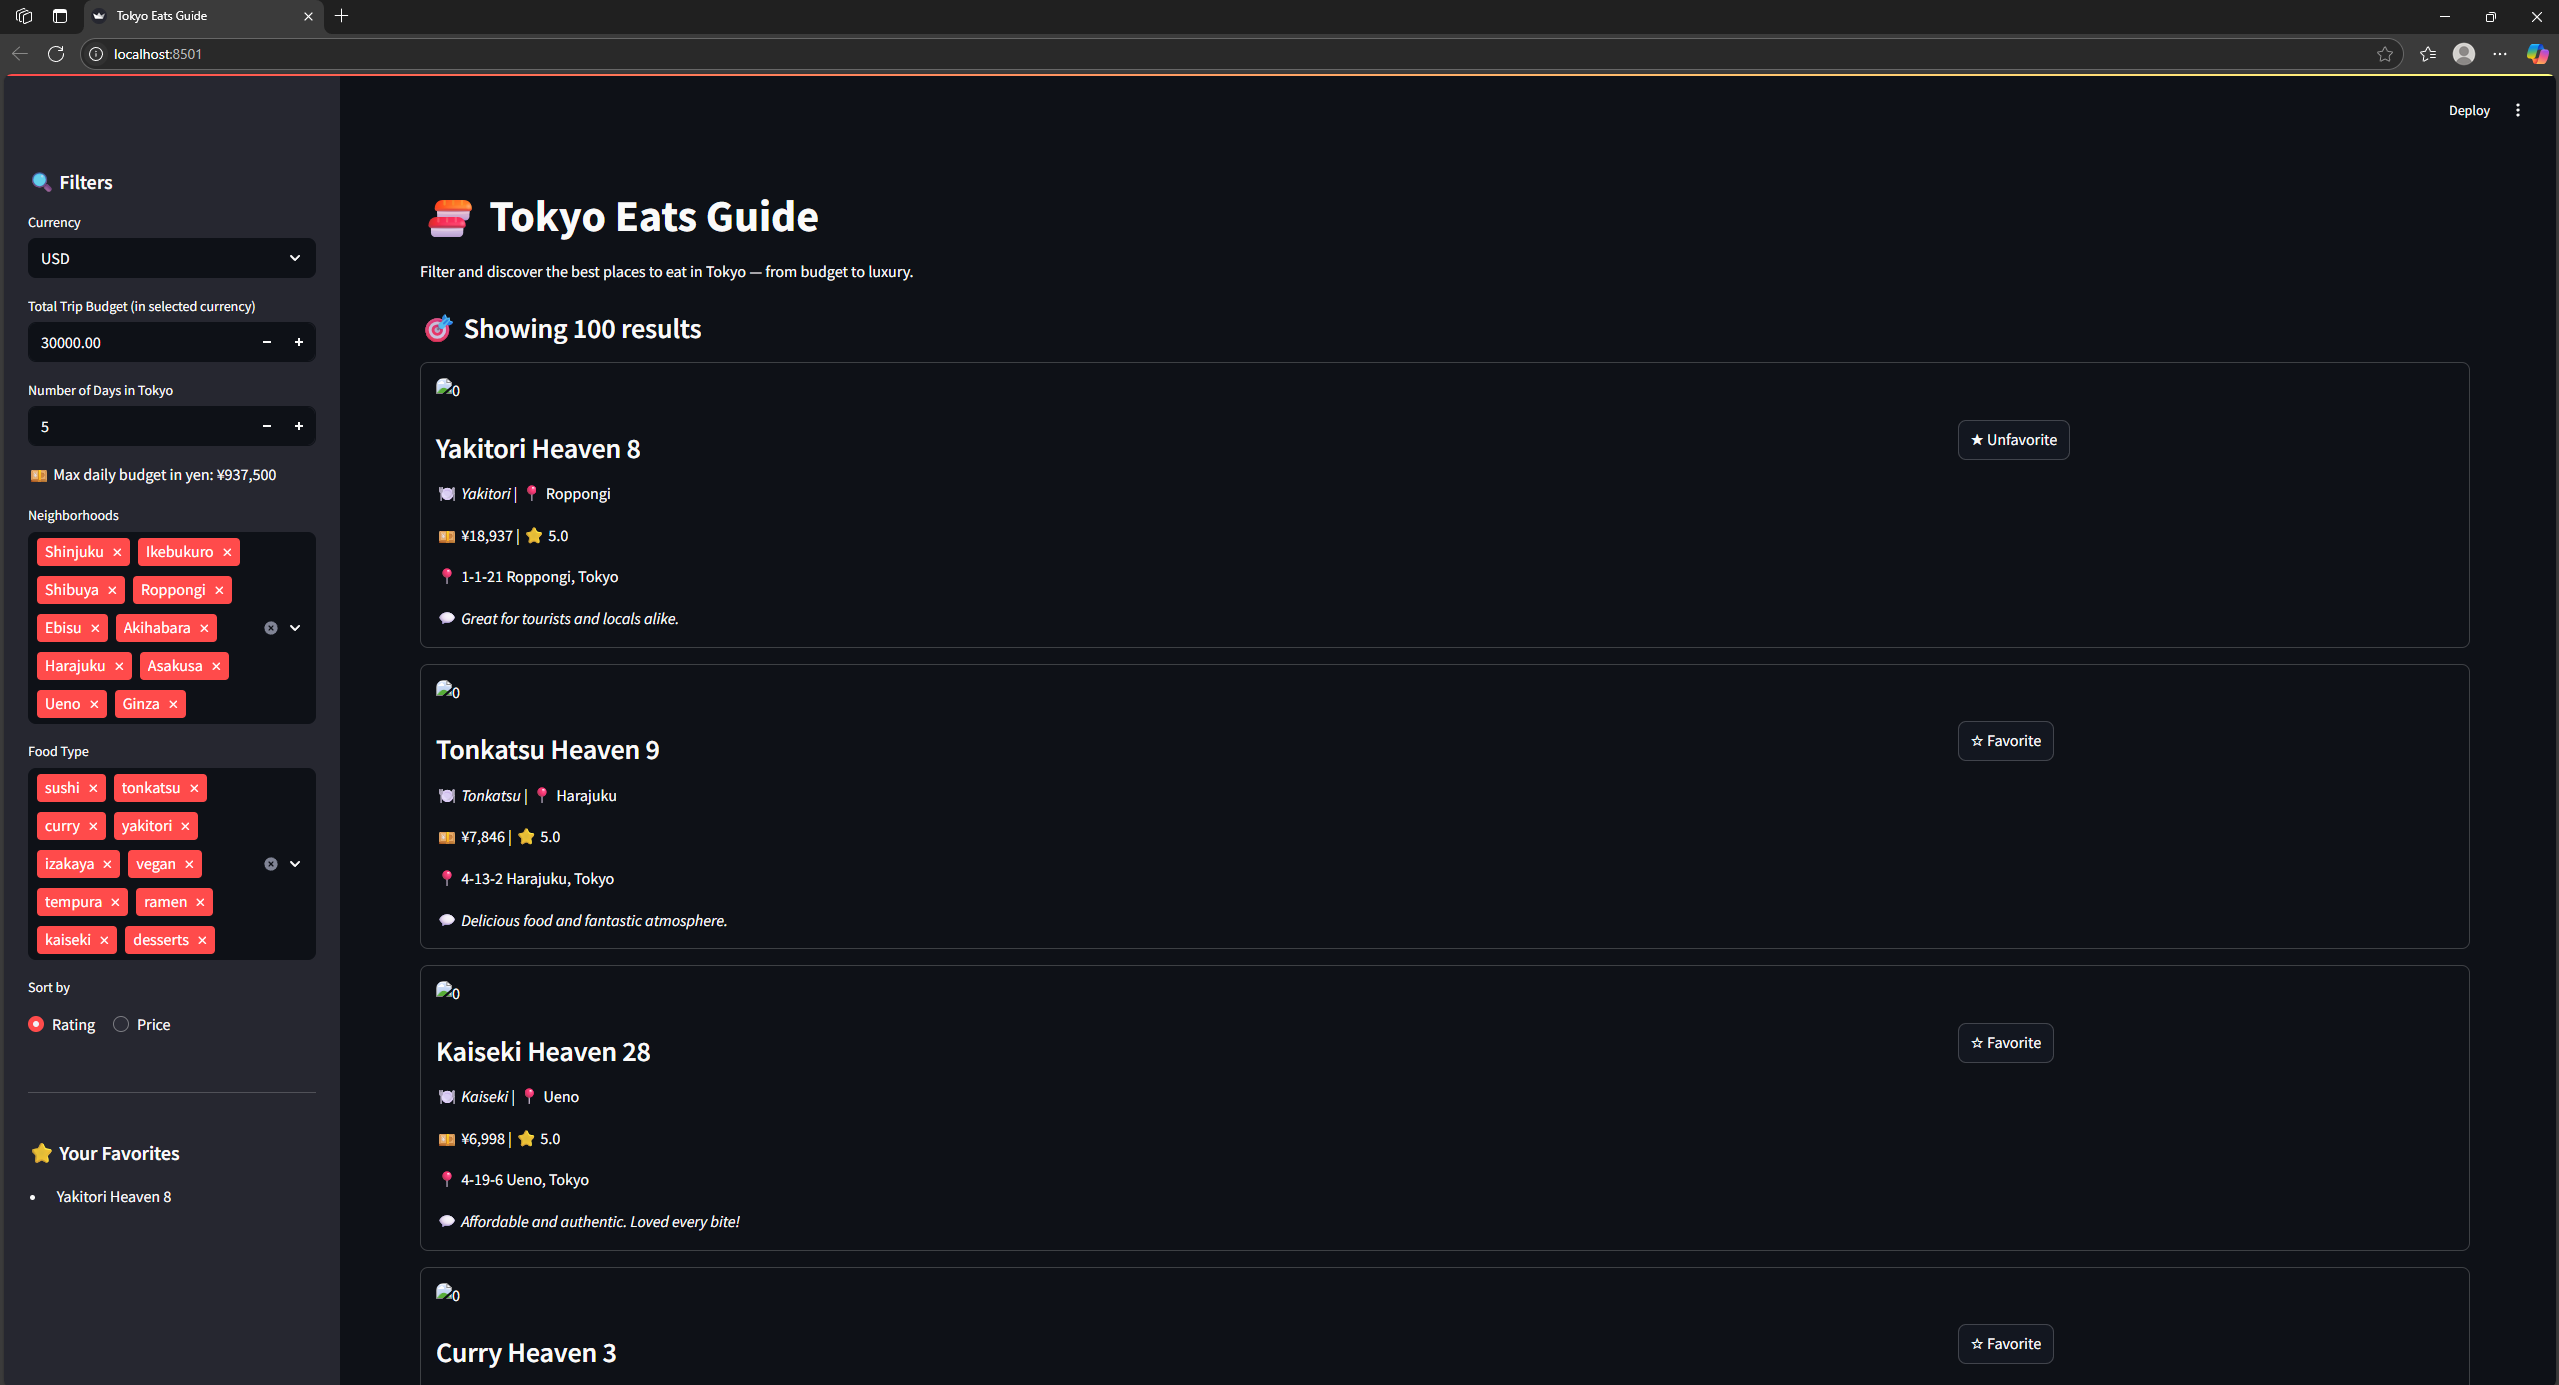 Tokyo Eats Guide
localhost:8501
Deploy
Filters
Currency
USD
Total Trip Budget (in selected currency)
30000.00
Number of Days in Tokyo
5
Max daily budget in yen: ¥937,500
Neighborhoods
Shinjuku × Ikebukuro ×
Shibuya × Roppongi ×
Ebisu × Akihabara ×
Harajuku × Asakusa ×
Ueno × Ginza ×
Food Type
sushi × tonkatsu ×
curry × yakitori ×
izakaya × vegan ×
tempura × ramen ×
kaiseki × desserts ×
Sort by
Rating Price
Your Favorites
• Yakitori Heaven 8
Tokyo Eats Guide
Filter and discover the best places to eat in Tokyo — from budget to luxury.
Showing 100 results
0
Yakitori Heaven 8
★ Unfavorite
Yakitori | Roppongi
¥18,937 | 5.0
1-1-21 Roppongi, Tokyo
Great for tourists and locals alike.
0
Tonkatsu Heaven 9
☆ Favorite
Tonkatsu | Harajuku
¥7,846 | 5.0
4-13-2 Harajuku, Tokyo
Delicious food and fantastic atmosphere.
0
Kaiseki Heaven 28
☆ Favorite
Kaiseki | Ueno
¥6,998 | 5.0
4-19-6 Ueno, Tokyo
Affordable and authentic. Loved every bite!
0
Curry Heaven 3
☆ Favorite